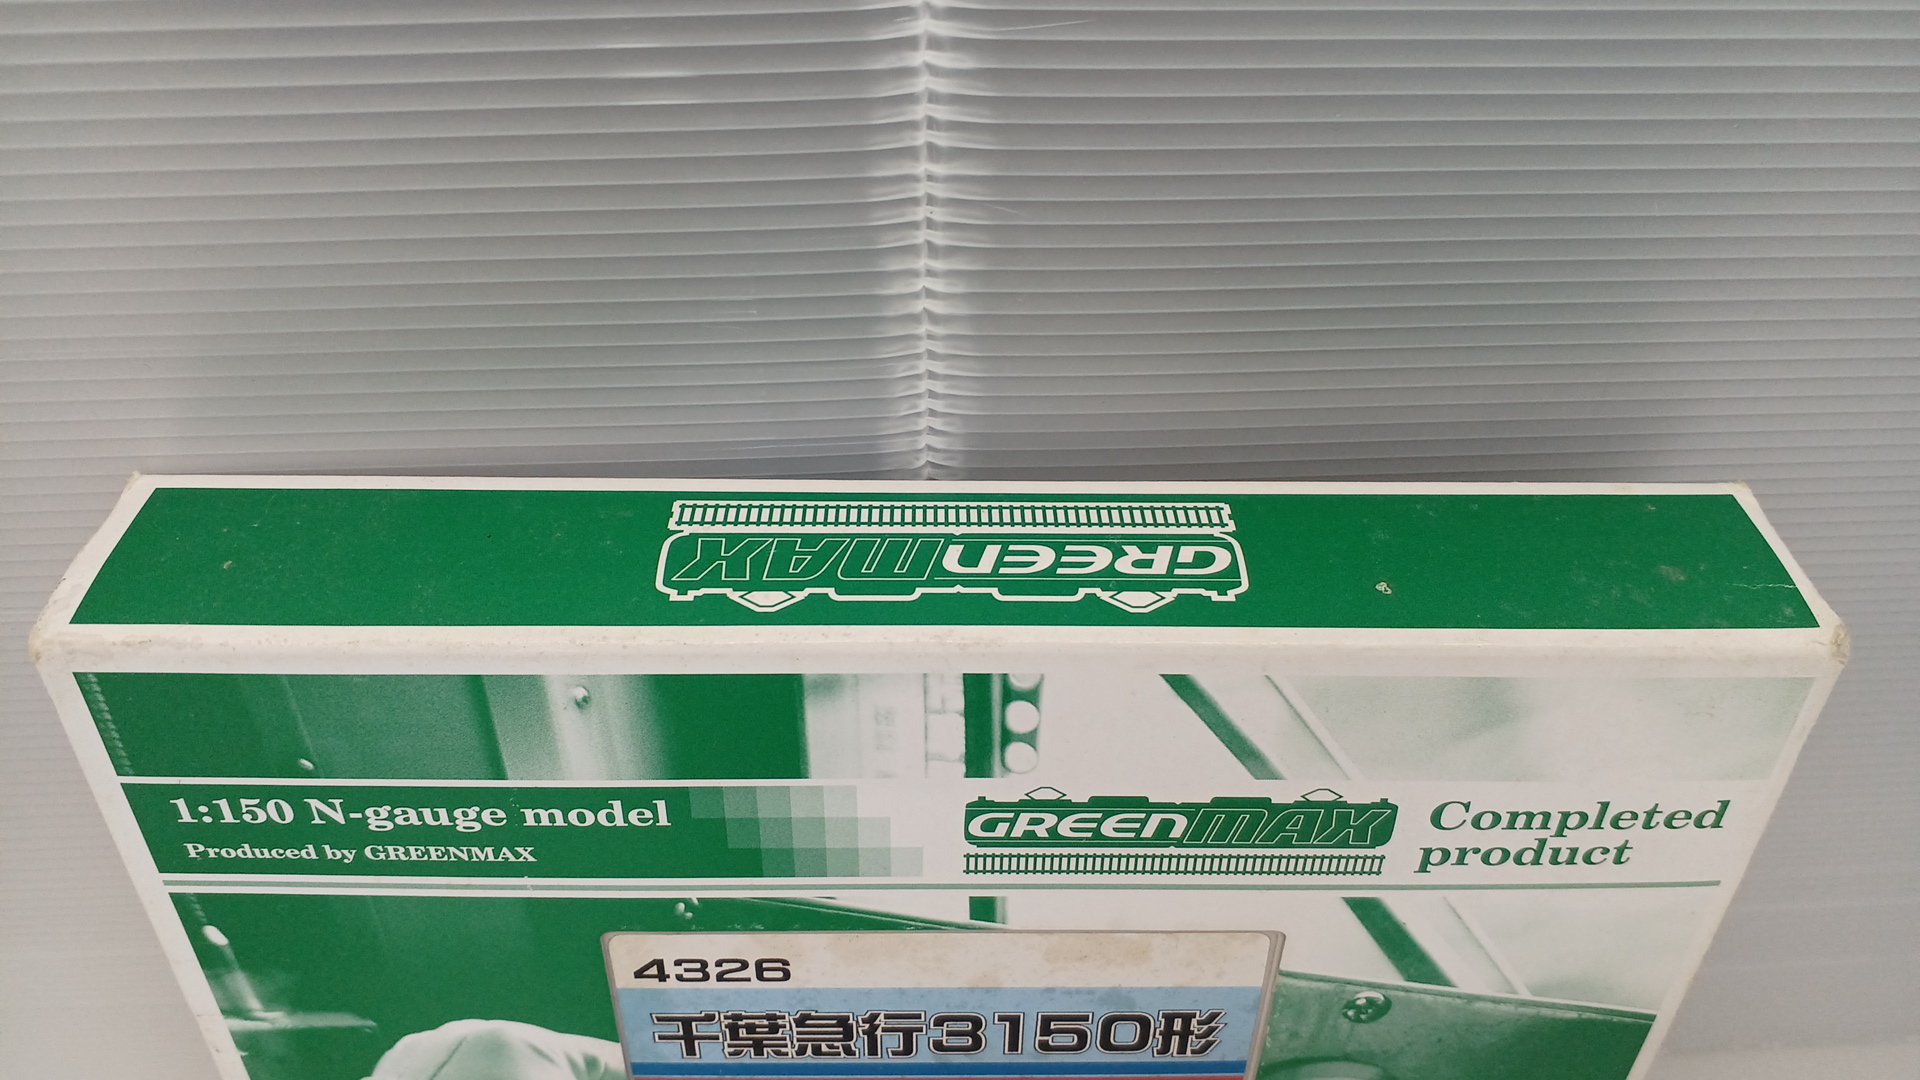 GREENMAX
1:150 N-gauge model
Produced by GREENMAX
GREENMAX
Completed
product
4326
千葉急行3150形